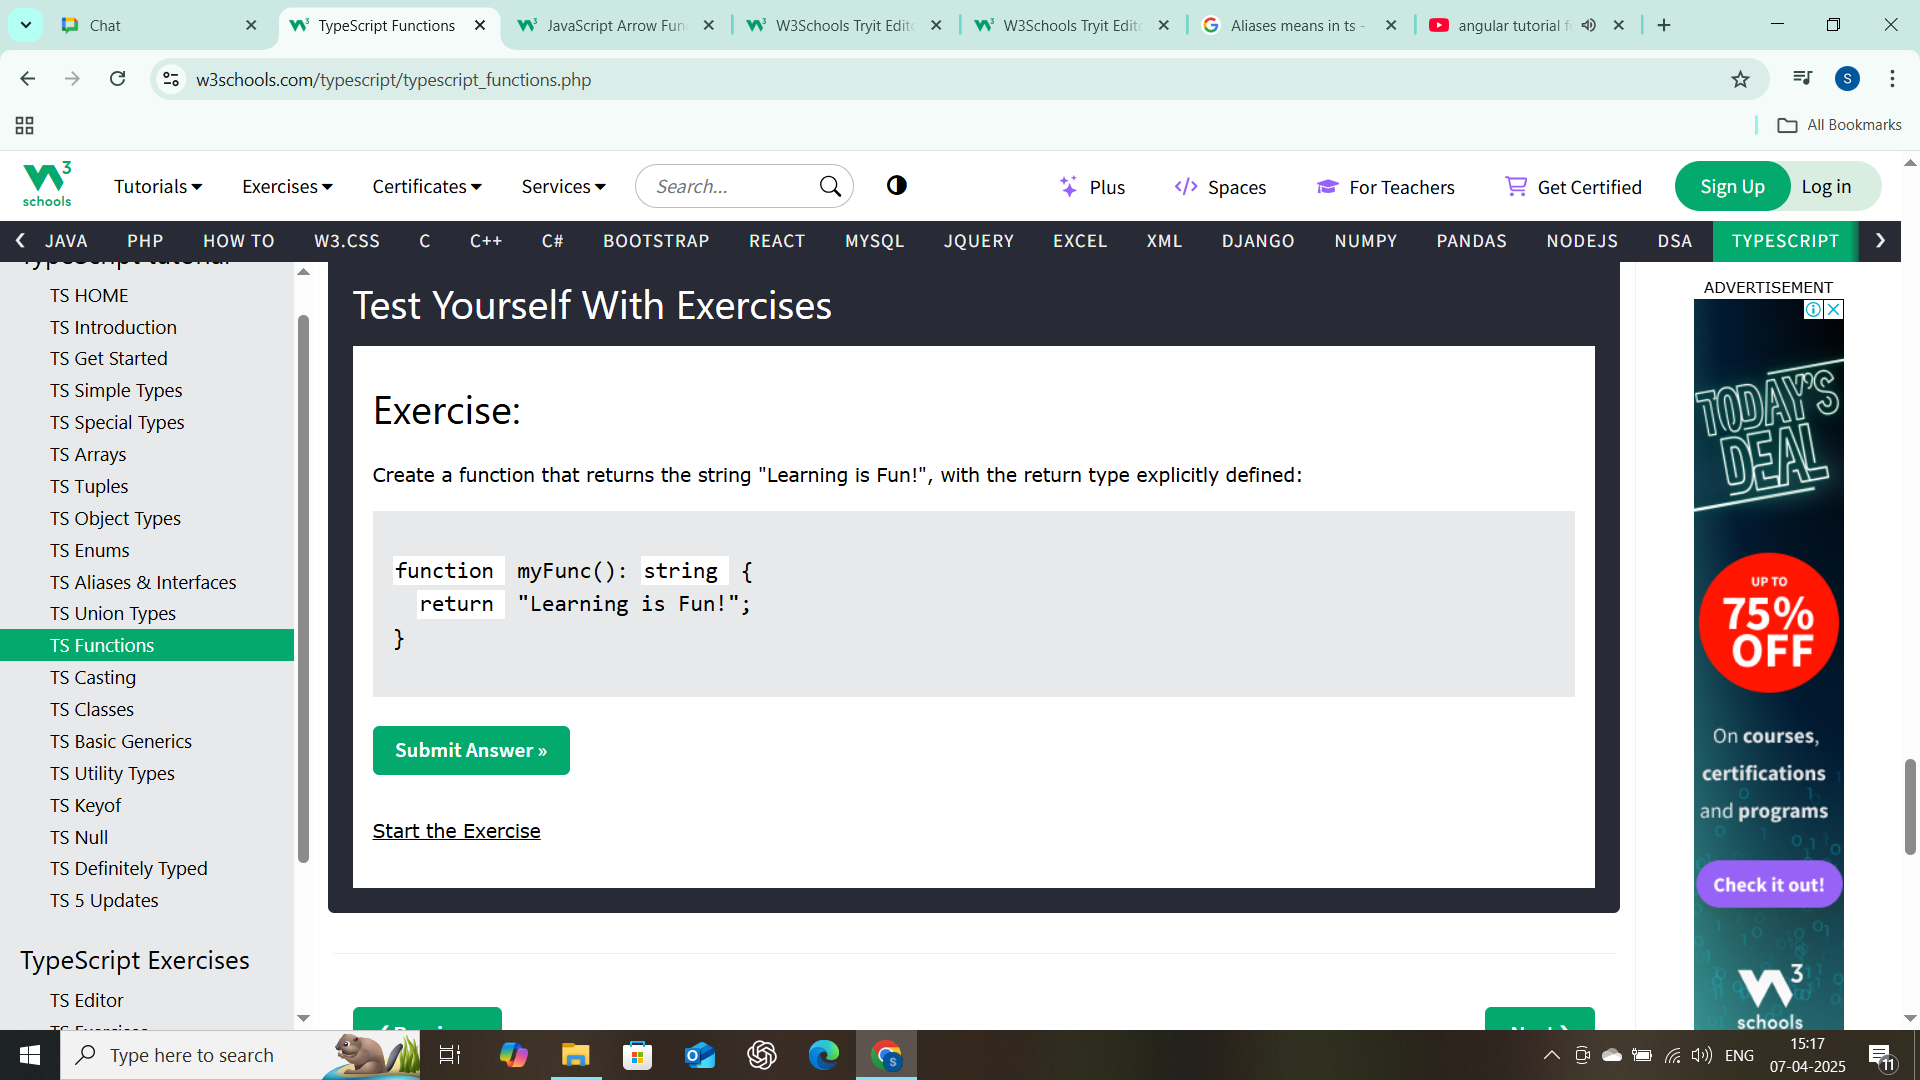 Chat
TypeScript Functions
JavaScript Arrow Fun
W3Schools Tryit Edito
W3Schools Tryit Edito
Aliases means in ts -
angular tutorial f
w3schools.com/typescript/typescript_functions.php
S
All Bookmarks
3
schools
Tutorials
Exercises
Certificates
Services
Search...
Plus
Spaces
For Teachers
Get Certified
Sign Up
Log in
JAVA PHP HOW TO W3.CSS C C++ C# BOOTSTRAP REACT MYSQL JQUERY EXCEL XML DJANGO NUMPY PANDAS NODEJS DSA TYPESCRIPT
TypeScript tutorial
TS HOME
TS Introduction
TS Get Started
TS Simple Types
TS Special Types
TS Arrays
TS Tuples
TS Object Types
TS Enums
TS Aliases & Interfaces
TS Union Types
TS Functions
TS Casting
TS Classes
TS Basic Generics
TS Utility Types
TS Keyof
TS Null
TS Definitely Typed
TS 5 Updates
TypeScript Exercises
TS Editor
Test Yourself With Exercises
Exercise:
Create a function that returns the string "Learning is Fun!", with the return type explicitly defined:
function myFunc(): string {
return "Learning is Fun!";
}
Submit Answer »
Start the Exercise
ADVERTISEMENT
TODAY'S
DEAL
UP TO
75%
OFF
On courses,
certifications
and programs
Check it out!
3
schools
Type here to search
S
ENG
15:17
07-04-2025
11